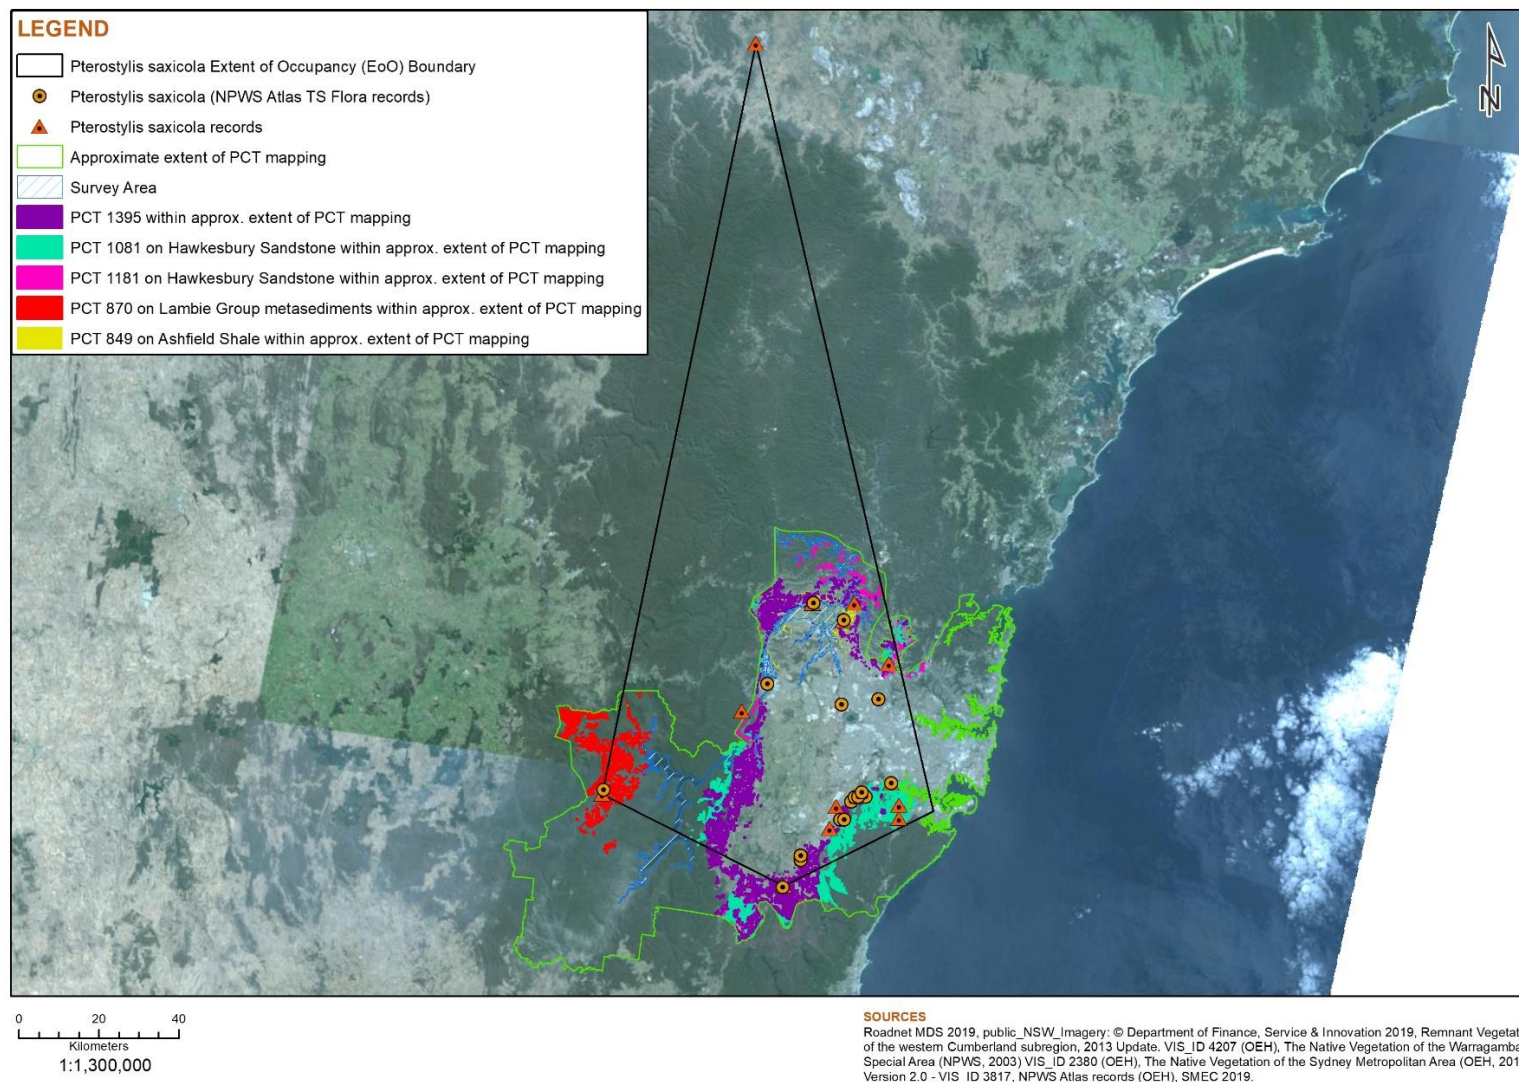 LEGEND
Pterostylis saxicola Extent of Occupancy (EoO) Boundary
Pterostylis saxicola (NPWS Atlas TS Flora records)
Pterostylis saxicola records
Approximate extent of PCT mapping
Survey Area
PCT 1395 within approx. extent of PCT mapping
PCT 1081 on Hawkesbury Sandstone within approx. extent of PCT mapping
PCT 1181 on Hawkesbury Sandstone within approx. extent of PCT mapping
PCT 870 on Lambie Group metasediments within approx. extent of PCT mapping
PCT 849 on Ashfield Shale within approx. extent of PCT mapping
N
0 20 40
Kilometers
1:1,300,000
SOURCES
Roadnet MDS 2019, public_NSW_Imagery: © Department of Finance, Service & Innovation 2019, Remnant Vegetat
of the western Cumberland subregion, 2013 Update. VIS_ID 4207 (OEH), The Native Vegetation of the Warragamba
Special Area (NPWS, 2003) VIS_ID 2380 (OEH), The Native Vegetation of the Sydney Metropolitan Area (OEH, 201
Version 2.0 - VIS_ID 3817, NPWS Atlas records (OEH), SMEC 2019.